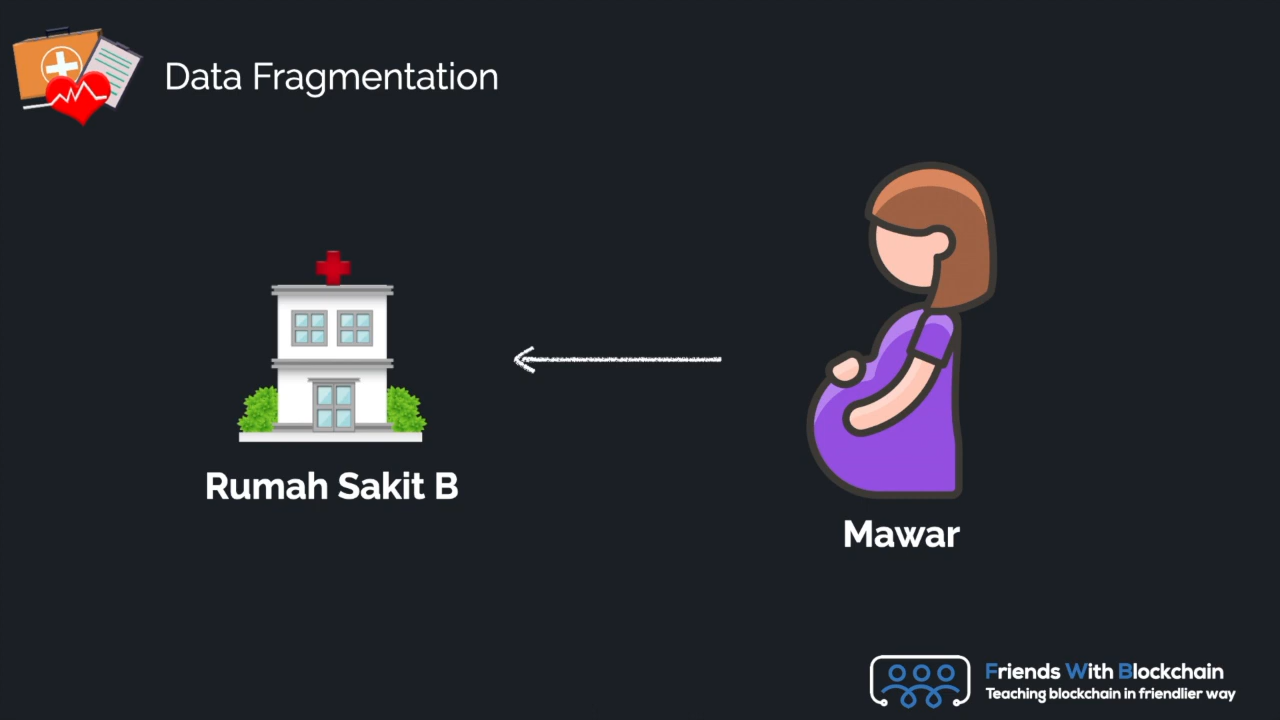 Data Fragmentation
Rumah Sakit B
Mawar
Friends With Blockchain
Teaching blockchain in friendlier way